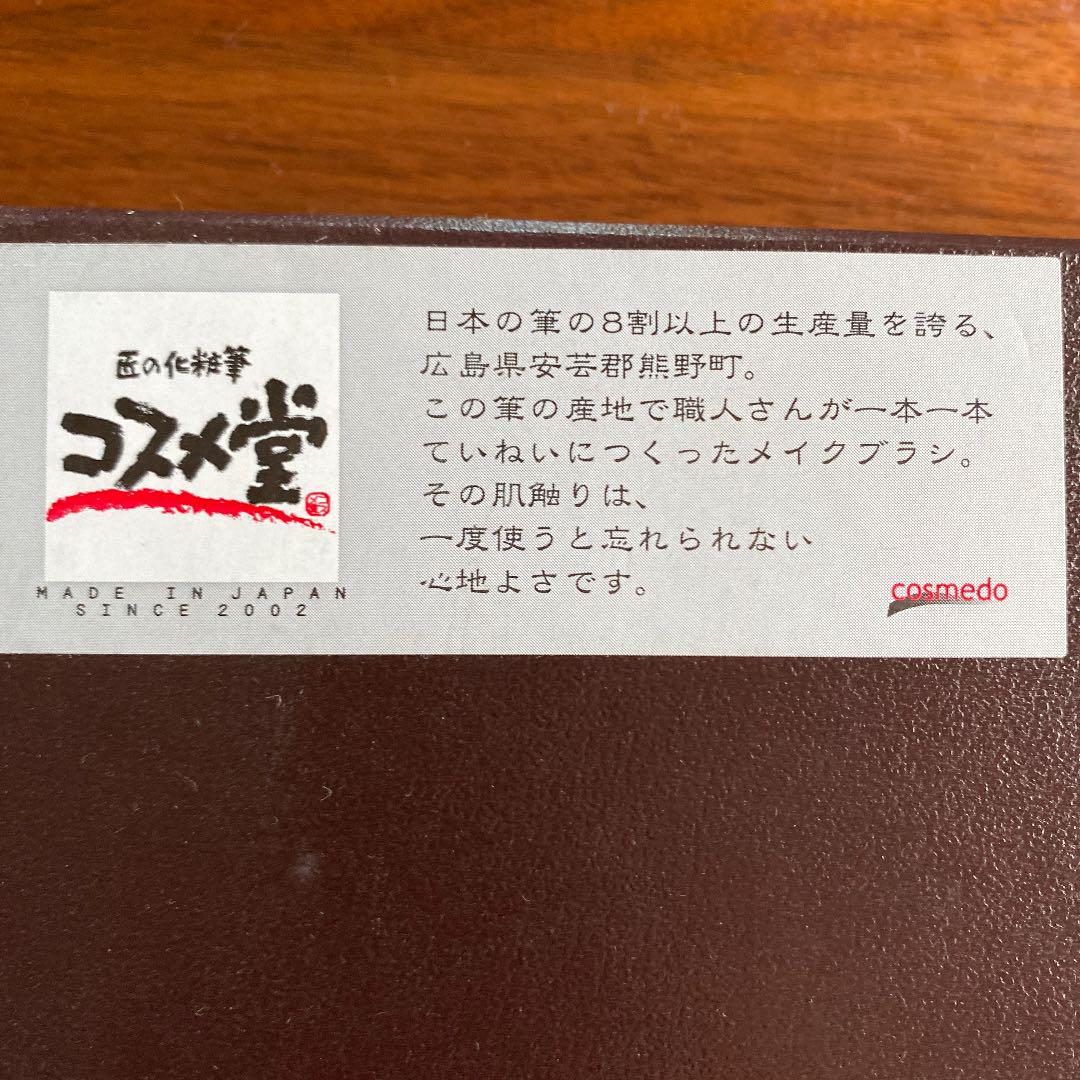 匠の化粧筆
コスメ堂
MADE IN JAPAN
SINCE 2002
日本の筆の8割以上の生産量を誇る、
広島県安芸郡熊野町。
この筆の産地で職人さんが一本一本
ていねいにつくったメイクブラシ。
その肌触りは、
一度使うと忘れられない
心地よさです。
cosmedo